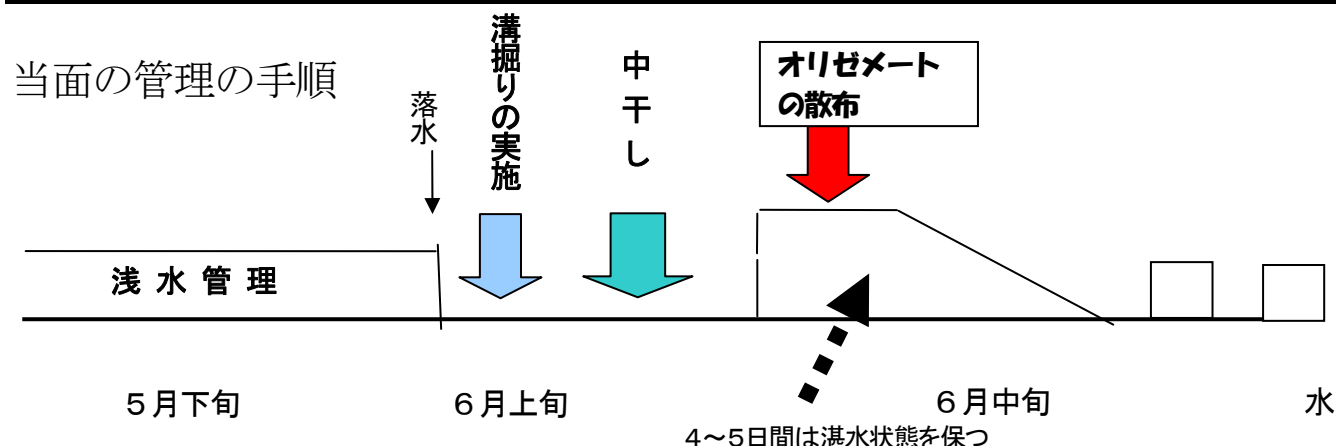 当面の管理の手順
落水
溝掘りの実施
中干し
オリゼメート
の散布
浅水管理
５月下旬
６月上旬
６月中旬
水
４～５日間は湛水状態を保つ